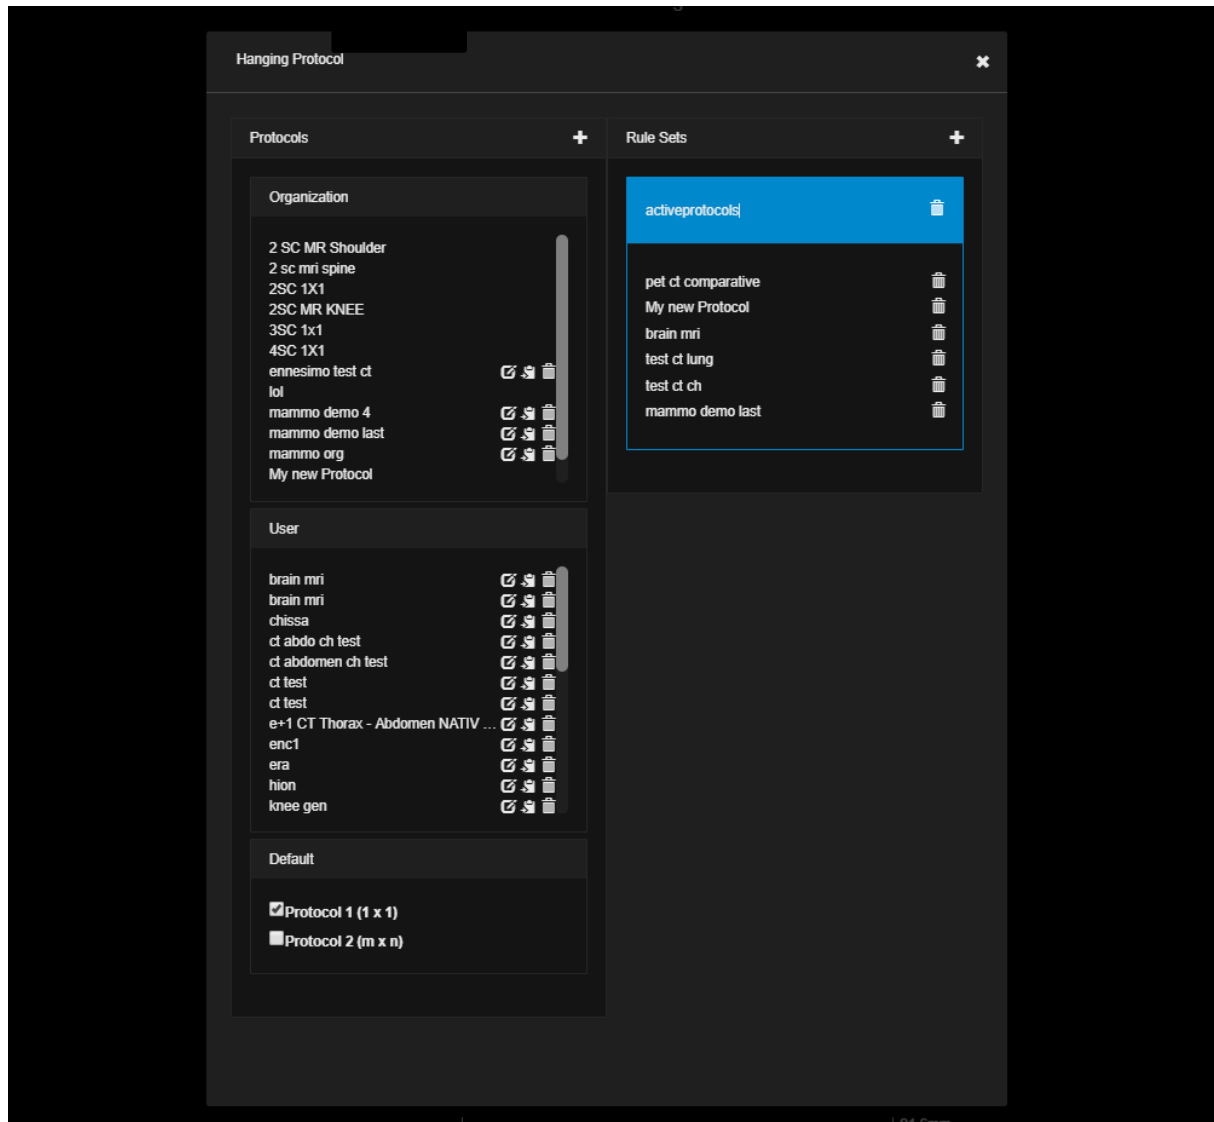 Hanging Protocol
Protocols
Organization
2 SC MR Shoulder
2 sc mri spine
2SC 1X1
2SC MR KNEE
3SC 1x1
4SC 1X1
ennesimo test ct
lol
mammo demo 4
mammo demo last
mammo org
My new Protocol
User
brain mri
brain mri
chissa
ct abdo ch test
ct abdomen ch test
ct test
ct test
e+1 CT Thorax - Abdomen NATIV ...
enc1
era
hion
knee gen
Default
Protocol 1 (1 x 1)
Protocol 2 (m x n)
Rule Sets
activeprotocols
pet ct comparative
My new Protocol
brain mri
test ct lung
test ct ch
mammo demo last